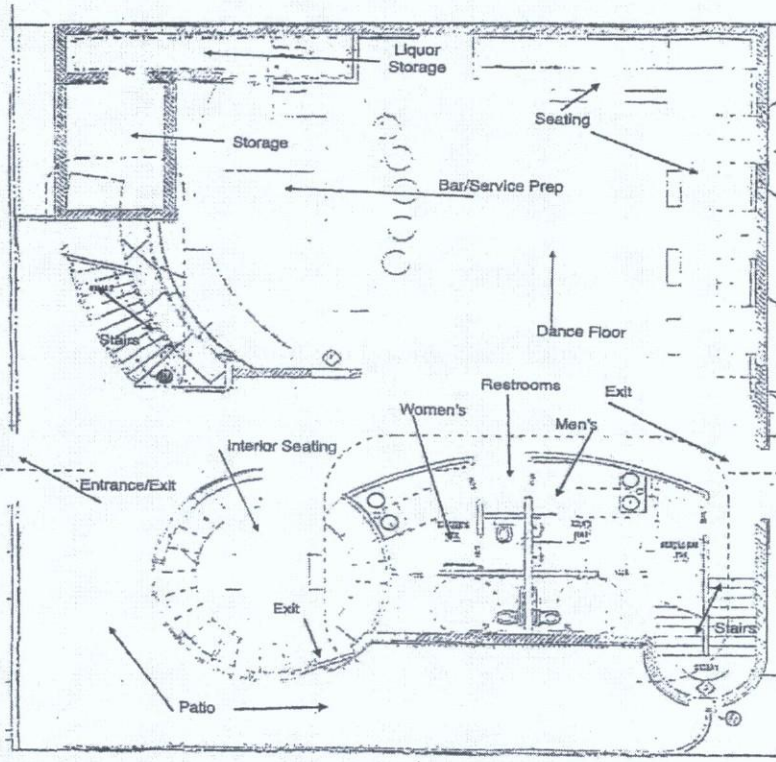 Liquor
Storage
Seating
Storage
Bar/Service Prep
Stairs
Dance Floor
Restrooms
Exit
Women's
Men's
Interior Seating
Entrance/Exit
Exit
Stairs
Patio